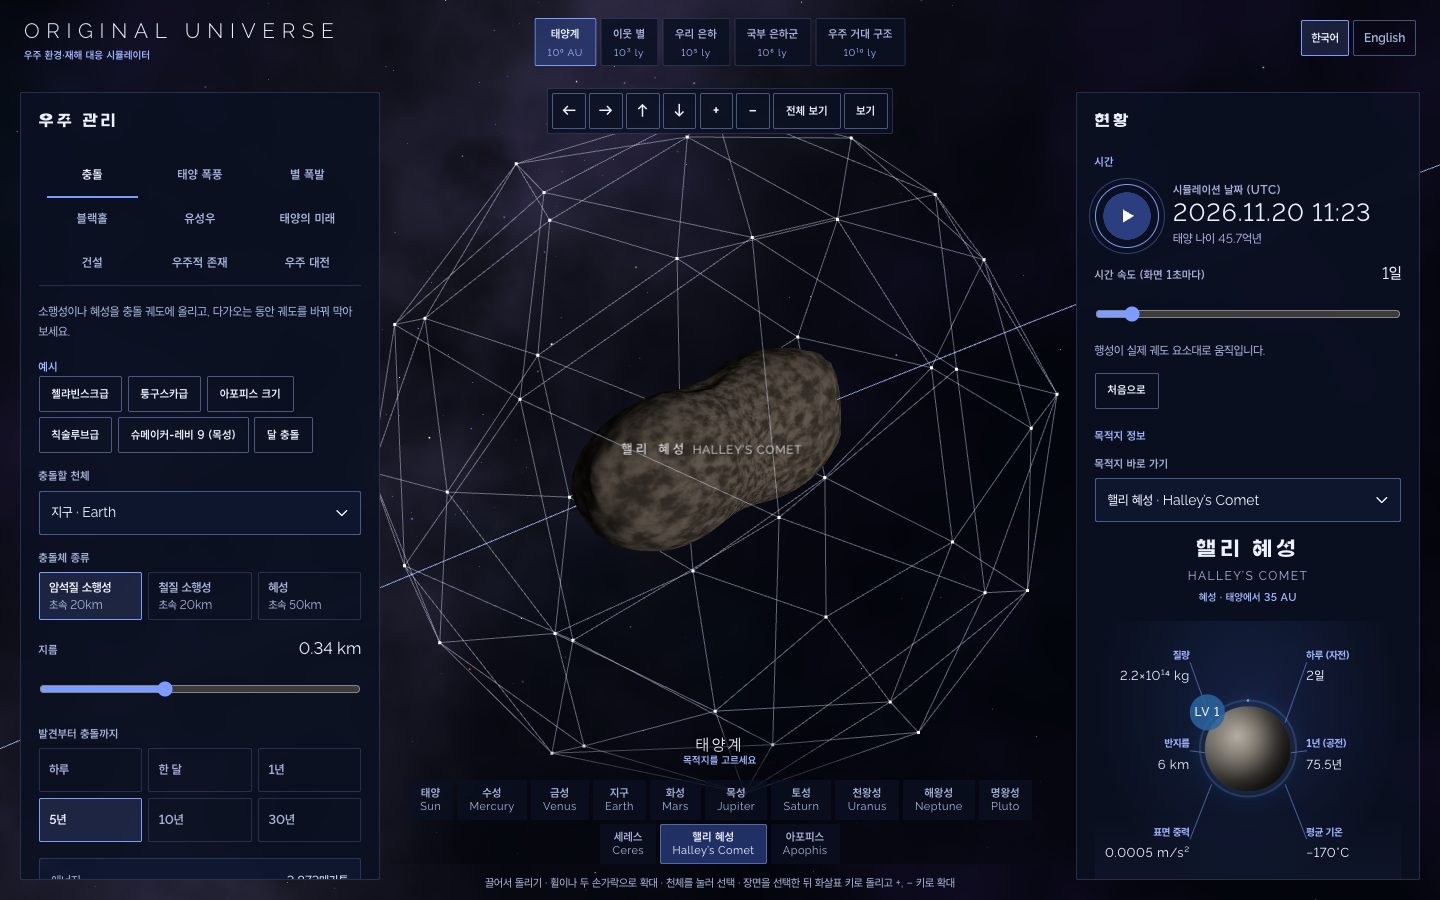 ORIGINAL UNIVERSE
우주 환경·재해 대응 시뮬레이터
태양계
10⁰ AU
이웃 별
10³ ly
우리 은하
10⁵ ly
국부 은하군
10⁶ ly
우주 거대 구조
10¹⁰ ly
한국어
English
← → ↑ ↓ + − 전체 보기 보기
우주 관리
충돌 태양 폭풍 별 폭발
블랙홀 유성우 태양의 미래
건설 우주적 존재 우주 대전
소행성이나 혜성을 충돌 궤도에 올리고, 다가오는 동안 궤도를 바꿔 막아
보세요.
예시
첼랴빈스크급 퉁구스카급 아포피스 크기
칙술루브급 슈메이커-레비 9 (목성) 달 충돌
충돌할 천체
지구 · Earth
충돌체 종류
암석질 소행성
초속 20km
철질 소행성
초속 20km
혜성
초속 50km
지름 0.34 km
발견부터 충돌까지
하루 한 달 1년
5년 10년 30년
핼리 혜성 HALLEY'S COMET
태양계
목적지를 고르세요
태양
Sun
수성
Mercury
금성
Venus
지구
Earth
화성
Mars
목성
Jupiter
토성
Saturn
천왕성
Uranus
해왕성
Neptune
명왕성
Pluto
세레스
Ceres
핼리 혜성
Halley's Comet
아포피스
Apophis
끌어서 돌리기 · 휠이나 두 손가락으로 확대 · 천체를 눌러 선택 · 장면을 선택한 뒤 화살표 키로 돌리고 +, − 키로 확대
현황
시간
시뮬레이션 날짜 (UTC)
2026.11.20 11:23
태양 나이 45.7억년
시간 속도 (화면 1초마다) 1일
행성이 실제 궤도 요소대로 움직입니다.
처음으로
목적지 정보
목적지 바로 가기
핼리 혜성 · Halley's Comet
핼리 혜성
HALLEY'S COMET
혜성 · 태양에서 35 AU
질량
2.2×10¹⁴ kg
하루 (자전)
2일
LV 1
반지름
6 km
1년 (공전)
75.5년
표면 중력
0.0005 m/s²
평균 기온
−170°C